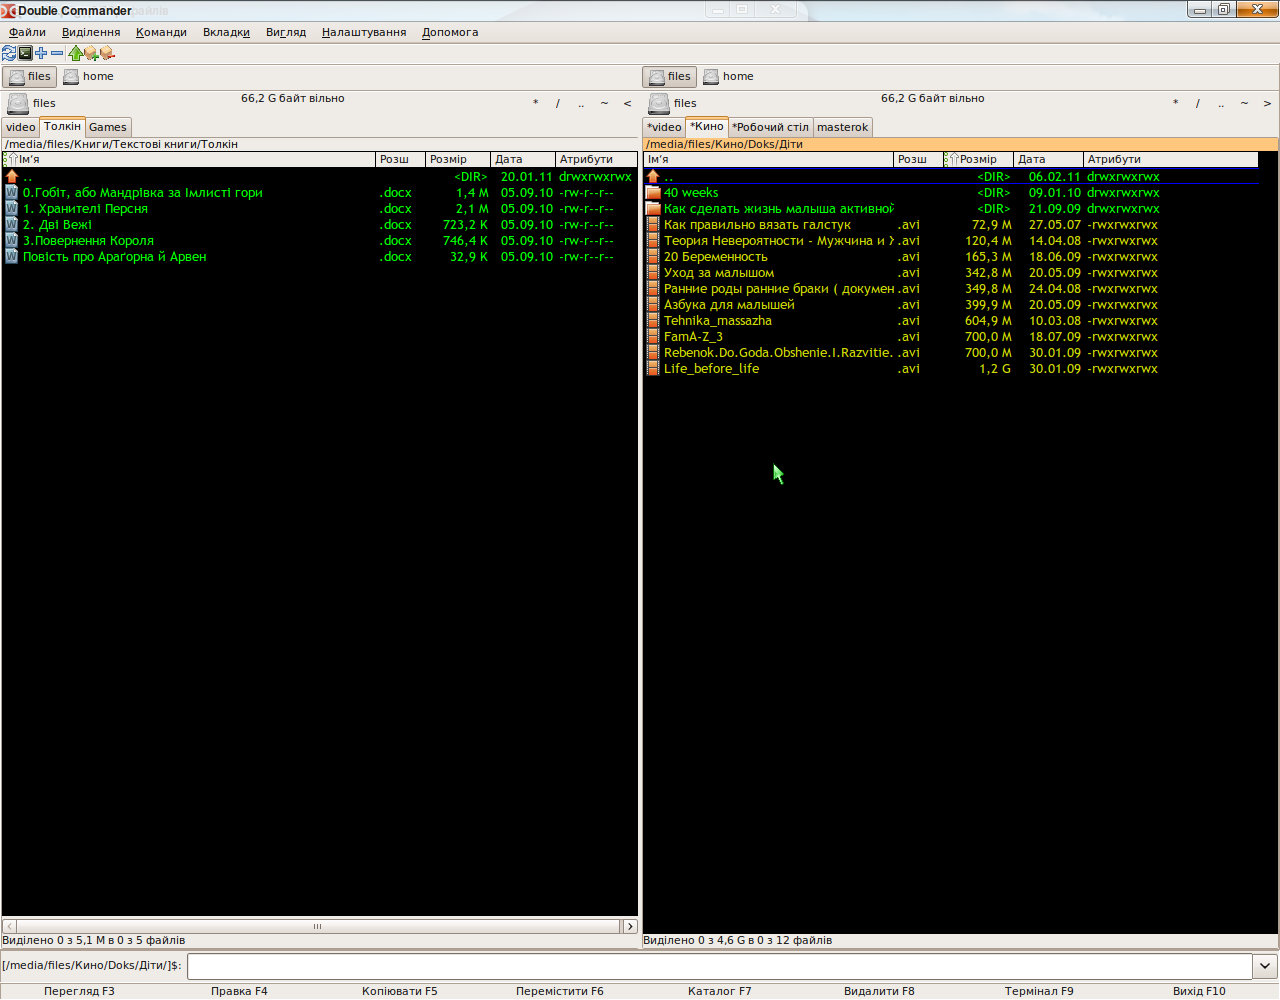 Double Commander
Файли Виділення Команди Вкладки Вигляд Налаштування Допомога
files home files home
files 66,2 G байт вільно * / .. ~ < files 66,2 G байт вільно * / .. ~ >
video Толкін Games *video *Кино *Робочий стіл masterok
/media/files/Книги/Текстові книги/Толкін /media/files/Кино/Doks/Діти
Ім'я Розш Розмір Дата Атрибути
.. <DIR> 20.01.11 drwxrwxrwx
0.Гобіт, або Мандрівка за Імлисті гори .docx 1,4 M 05.09.10 -rw-r--r--
1. Хранителі Персня .docx 2,1 M 05.09.10 -rw-r--r--
2. Дві Вежі .docx 723,2 K 05.09.10 -rw-r--r--
3.Повернення Короля .docx 746,4 K 05.09.10 -rw-r--r--
Повість про Араґорна й Арвен .docx 32,9 K 05.09.10 -rw-r--r--
Виділено 0 з 5,1 M в 0 з 5 файлів
Ім'я Розш Розмір Дата Атрибути
.. <DIR> 06.02.11 drwxrwxrwx
40 weeks <DIR> 09.01.10 drwxrwxrwx
Как сделать жизнь малыша активной <DIR> 21.09.09 drwxrwxrwx
Как правильно вязать галстук .avi 72,9 M 27.05.07 -rwxrwxrwx
Теория Невероятности - Мужчина и .avi 120,4 M 14.04.08 -rwxrwxrwx
20 Беременность .avi 165,3 M 18.06.09 -rwxrwxrwx
Уход за малышом .avi 342,8 M 20.05.09 -rwxrwxrwx
Ранние роды ранние браки ( докумен .avi 349,8 M 24.04.08 -rwxrwxrwx
Азбука для малышей .avi 399,9 M 20.05.09 -rwxrwxrwx
Tehnika_massazha .avi 604,9 M 10.03.08 -rwxrwxrwx
FamA-Z_3 .avi 700,0 M 18.07.09 -rwxrwxrwx
Rebenok.Do.Goda.Obshenie.I.Razvitie. .avi 700,0 M 30.01.09 -rwxrwxrwx
Life_before_life .avi 1,2 G 30.01.09 -rwxrwxrwx
Виділено 0 з 4,6 G в 0 з 12 файлів
[/media/files/Кино/Doks/Діти/]$:
Перегляд F3 Правка F4 Копіювати F5 Перемістити F6 Каталог F7 Видалити F8 Термінал F9 Вихід F10